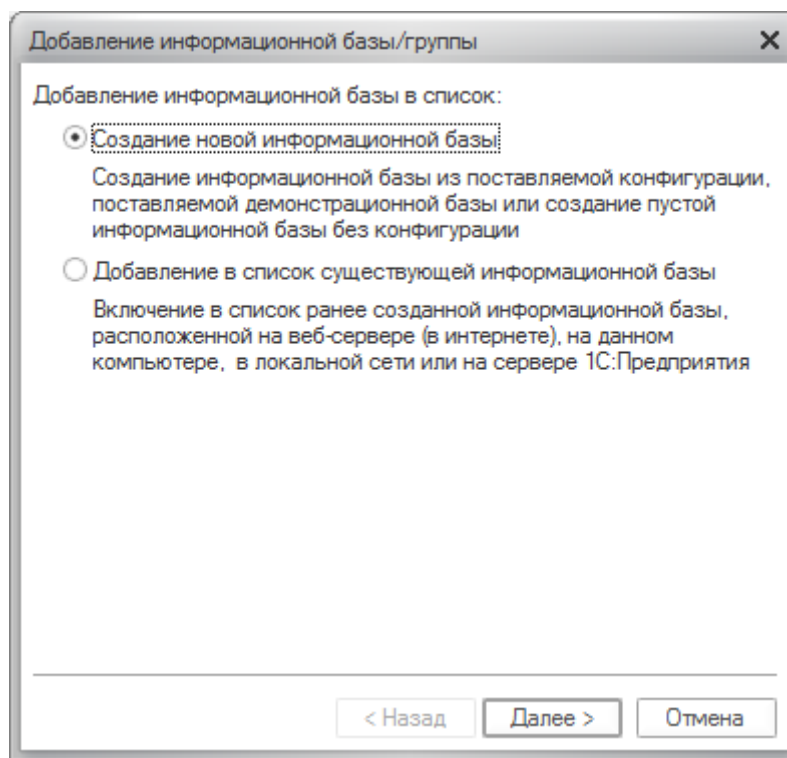 Добавление информационной базы/группы
Добавление информационной базы в список:
Создание новой информационной базы
Создание информационной базы из поставляемой конфигурации,
поставляемой демонстрационной базы или создание пустой
информационной базы без конфигурации
Добавление в список существующей информационной базы
Включение в список ранее созданной информационной базы,
расположенной на веб-сервере (в интернете), на данном
компьютере, в локальной сети или на сервере 1С:Предприятия
< Назад
Далее >
Отмена